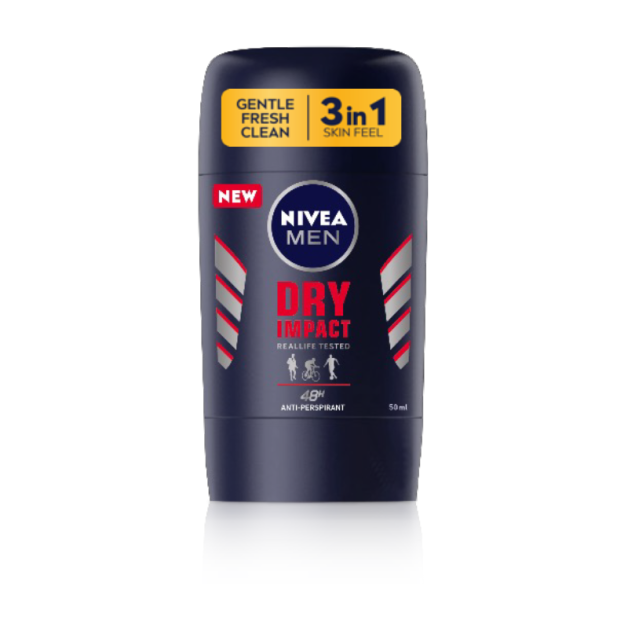 GENTLE
FRESH
CLEAN
3in1
SKIN FEEL
NEW
NIVEA
MEN
DRY
IMPACT
REALLIFE TESTED
48H
ANTI-PERSPIRANT
50 ml